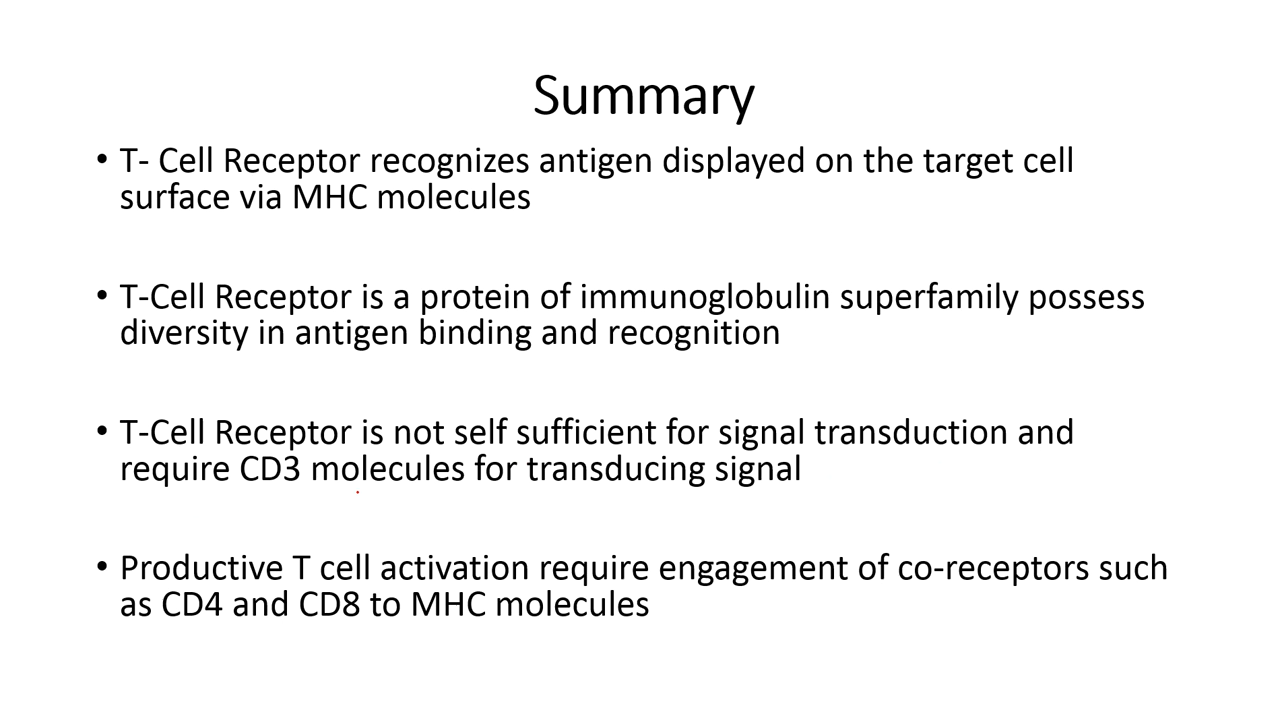 Summary
• T- Cell Receptor recognizes antigen displayed on the target cell
surface via MHC molecules
• T-Cell Receptor is a protein of immunoglobulin superfamily possess
diversity in antigen binding and recognition
• T-Cell Receptor is not self sufficient for signal transduction and
require CD3 molecules for transducing signal
• Productive T cell activation require engagement of co-receptors such
as CD4 and CD8 to MHC molecules